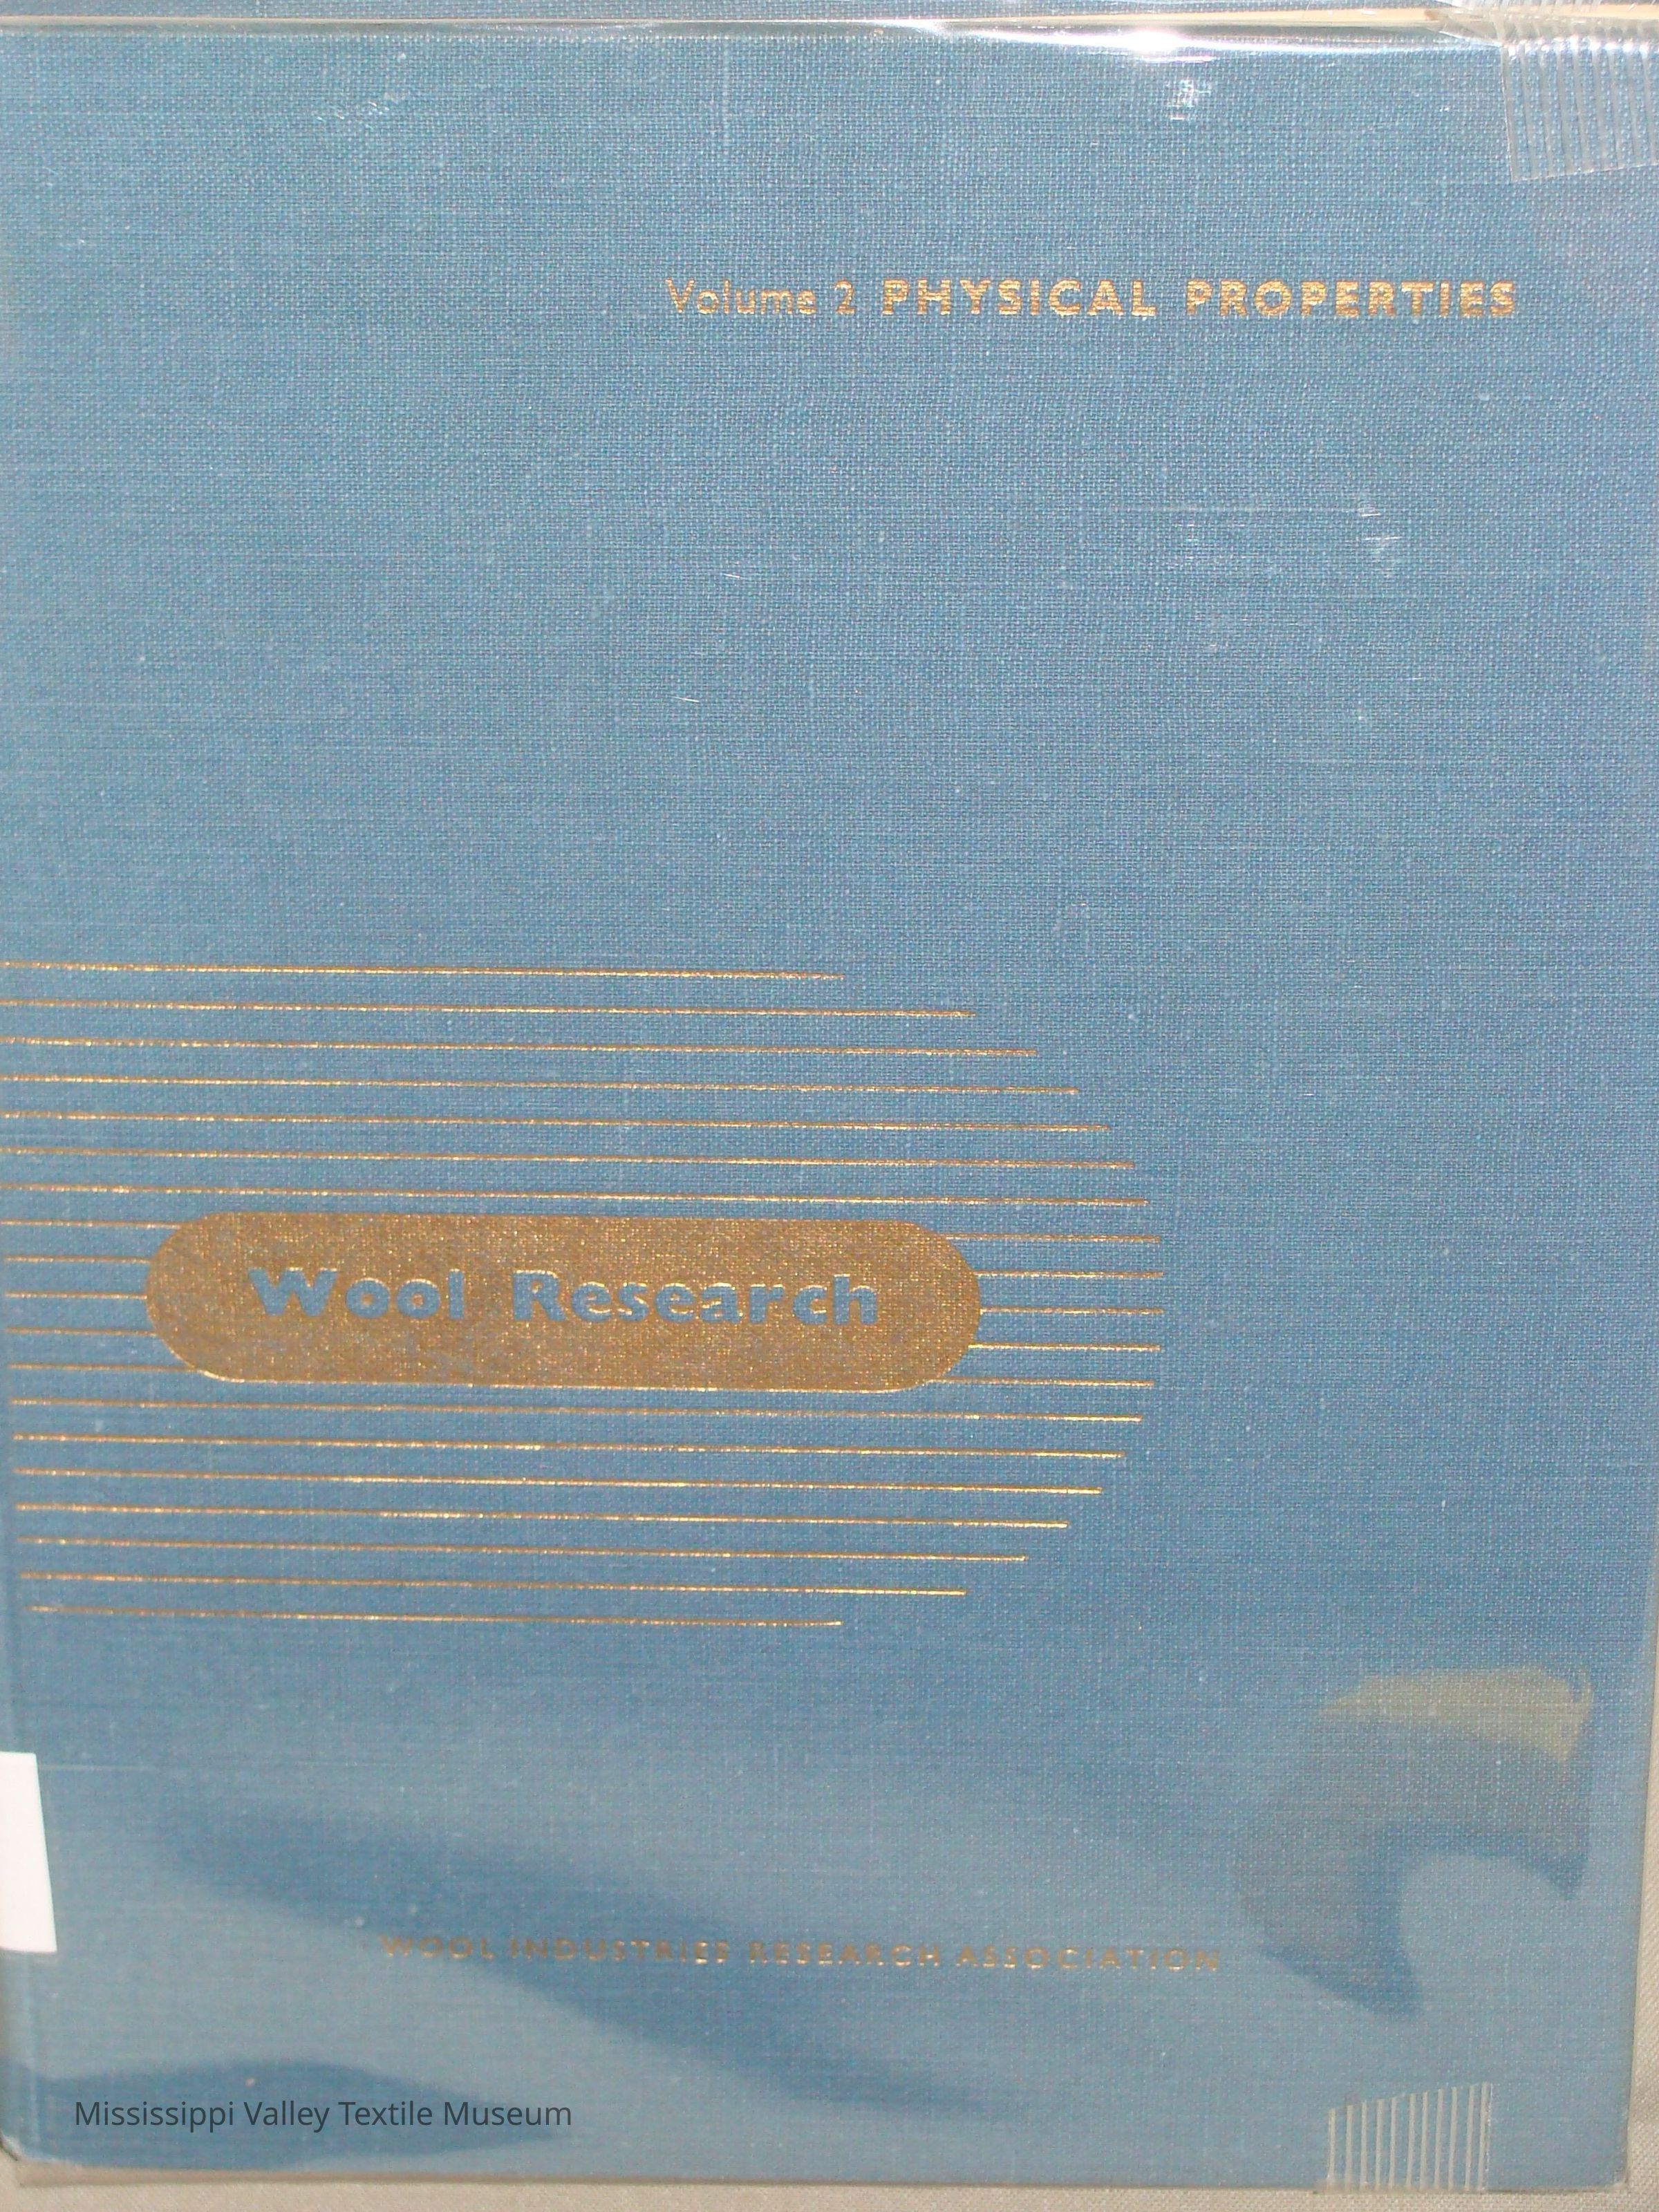 Volume 2 PHYSICAL PROPERTIES
Wool Research
WOOL INDUSTRIES RESEARCH ASSOCIATION
Mississippi Valley Textile Museum